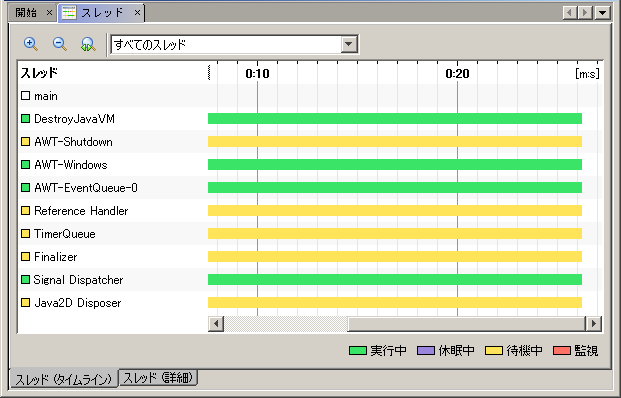 開始 × スレッド ×
すべてのスレッド
スレッド 0:10 0:20 [m:s]
main
DestroyJavaVM
AWT-Shutdown
AWT-Windows
AWT-EventQueue-0
Reference Handler
TimerQueue
Finalizer
Signal Dispatcher
Java2D Disposer
実行中 休眠中 待機中 監視
スレッド (タイムライン) スレッド (詳細)